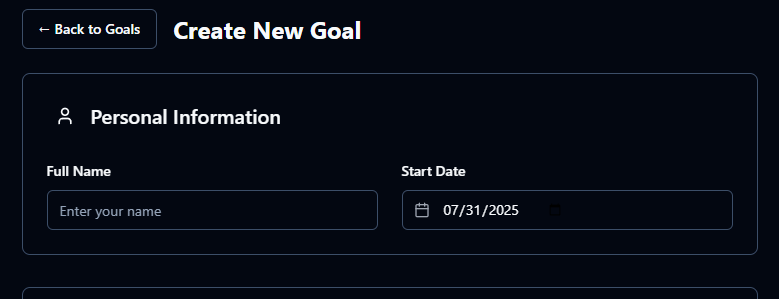 ← Back to Goals
Create New Goal
Personal Information
Full Name
Start Date
Enter your name
07/31/2025